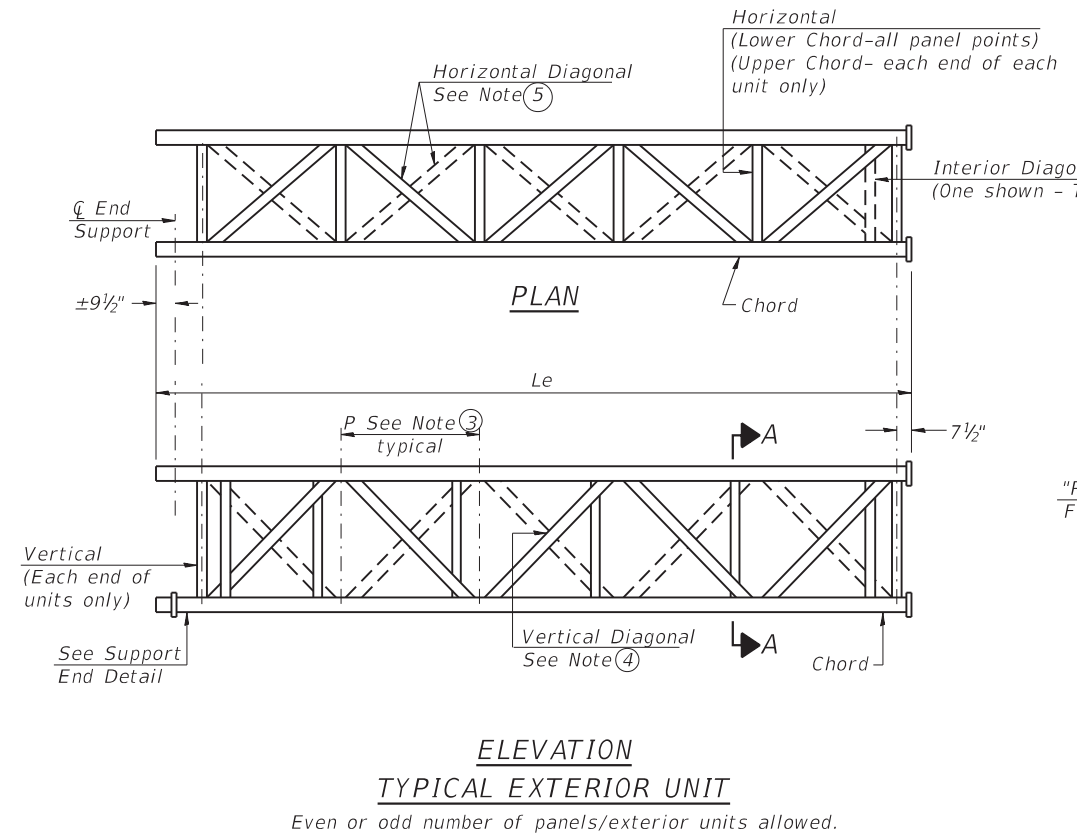 Horizontal
(Lower Chord-all panel points)
(Upper Chord- each end of each
unit only)
Horizontal Diagonal
See Note 5
Interior Diago
(One shown -
℄ End
Support
±9½"
PLAN
Chord
Le
P See Note 3
typical
A
7½"
Vertical
(Each end of
units only)
See Support
End Detail
Vertical Diagonal
See Note 4
A
Chord
ELEVATION
TYPICAL EXTERIOR UNIT
Even or odd number of panels/exterior units allowed.